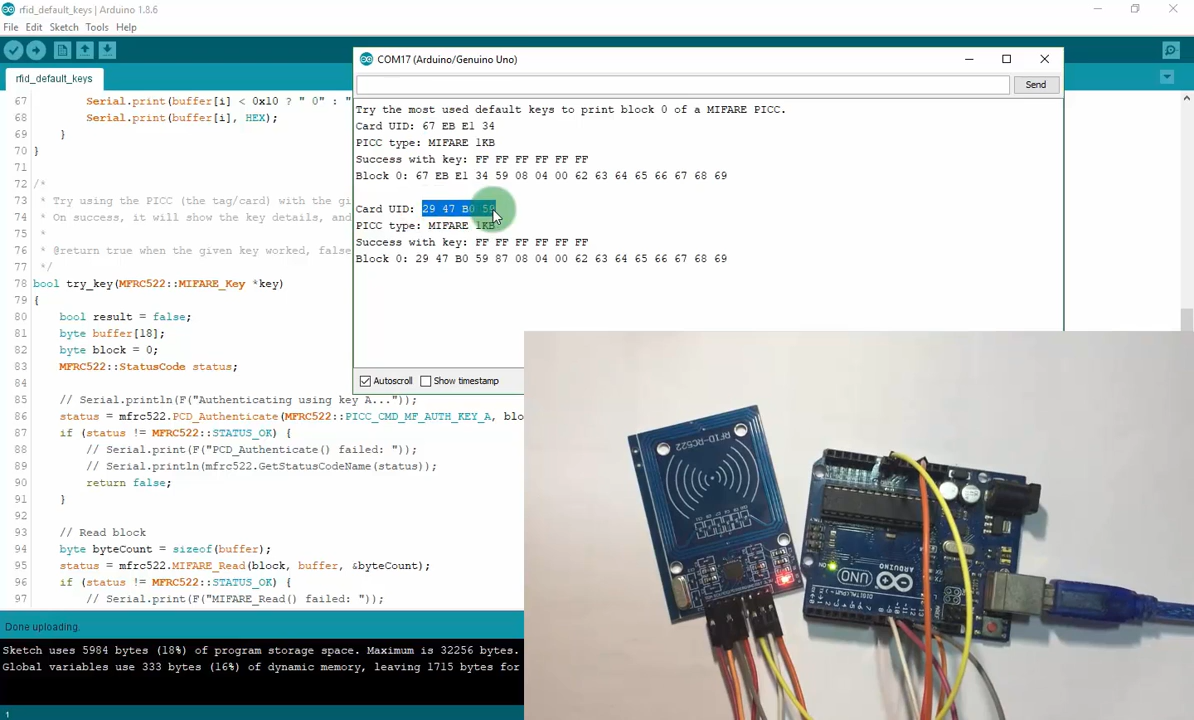 rfid_default_keys | Arduino 1.8.6
File Edit Sketch Tools Help
rfid_default_keys
67 Serial.print(buffer[i] < 0x10 ? " 0" : "
68 Serial.print(buffer[i], HEX);
69 }
70 }
71
72 /*
73 * Try using the PICC (the tag/card) with the gi
74 * On success, it will show the key details, and
75 *
76 * @return true when the given key worked, false
77 */
78 bool try_key(MFRC522::MIFARE_Key *key)
79 {
80 bool result = false;
81 byte buffer[18];
82 byte block = 0;
83 MFRC522::StatusCode status;
84
85 // Serial.println(F("Authenticating using key A..."));
86 status = mfrc522.PCD_Authenticate(MFRC522::PICC_CMD_MF_AUTH_KEY_A, blo
87 if (status != MFRC522::STATUS_OK) {
88 // Serial.print(F("PCD_Authenticate() failed: "));
89 // Serial.println(mfrc522.GetStatusCodeName(status));
90 return false;
91 }
92
93 // Read block
94 byte byteCount = sizeof(buffer);
95 status = mfrc522.MIFARE_Read(block, buffer, &byteCount);
96 if (status != MFRC522::STATUS_OK) {
97 // Serial.print(F("MIFARE_Read() failed: "));
Done uploading.
Sketch uses 5984 bytes (18%) of program storage space. Maximum is 32256 bytes.
Global variables use 333 bytes (16%) of dynamic memory, leaving 1715 bytes for
1
COM17 (Arduino/Genuino Uno)
Send
Try the most used default keys to print block 0 of a MIFARE PICC.
Card UID: 67 EB E1 34
PICC type: MIFARE 1KB
Success with key: FF FF FF FF FF FF
Block 0: 67 EB E1 34 59 08 04 00 62 63 64 65 66 67 68 69
Card UID: 29 47 B0 59
PICC type: MIFARE 1KB
Success with key: FF FF FF FF FF FF
Block 0: 29 47 B0 59 87 08 04 00 62 63 64 65 66 67 68 69
Autoscroll Show timestamp
RFID-RC522
UNO
ARDUINO